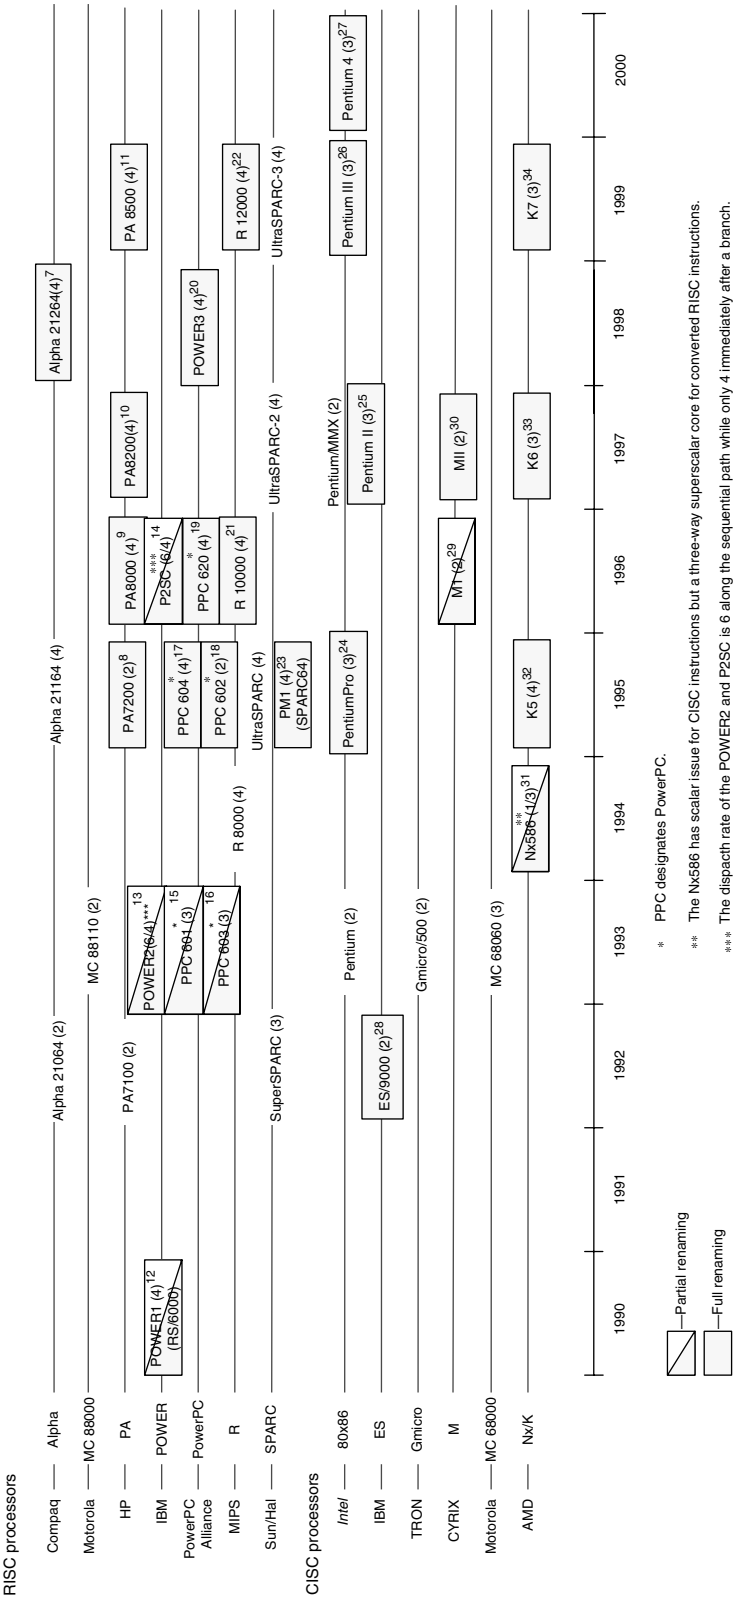 RISC processors
Compaq Alpha Alpha 21064 (2) Alpha 21164 (4) Alpha 21264(4)7
Motorola MC 88000 MC 88110 (2)
HP PA PA7100 (2) PA7200 (2)8 PA8000 (4)9 PA8200(4)10 PA 8500 (4)11
IBM POWER POWER1 (4)12
(RS/6000)
POWER2(6/4)***13
P2SC (6/4)***14
PowerPC
Alliance
PowerPC PPC 601 (3)*15 PPC 604 (4)*17 PPC 620 (4)*19 POWER3 (4)20
PPC 603 (3)*16 PPC 602 (2)*18
MIPS R R 8000 (4) R 10000 (4)21 R 12000 (4)22
Sun/Hal SPARC SuperSPARC (3) UltraSPARC (4) UltraSPARC-2 (4) UltraSPARC-3 (4)
PM1 (4)23
(SPARC64)
CISC processors
Intel 80x86 Pentium (2) PentiumPro (3)24 Pentium/MMX (2) Pentium III (3)26 Pentium 4 (3)27
Pentium II (3)25
IBM ES ES/9000 (2)28
TRON Gmicro Gmicro/500 (2)
CYRIX M M1 (2)29 MII (2)30
Motorola MC 68000 MC 68060 (3)
AMD Nx/K Nx586 (1/3)**31 K5 (4)32 K6 (3)33 K7 (3)34
1990 1991 1992 1993 1994 1995 1996 1997 1998 1999 2000
Partial renaming
Full renaming
* PPC designates PowerPC.
** The Nx586 has scalar issue for CISC instructions but a three-way superscalar core for converted RISC instructions.
*** The dispacth rate of the POWER2 and P2SC is 6 along the sequential path while only 4 immediately after a branch.